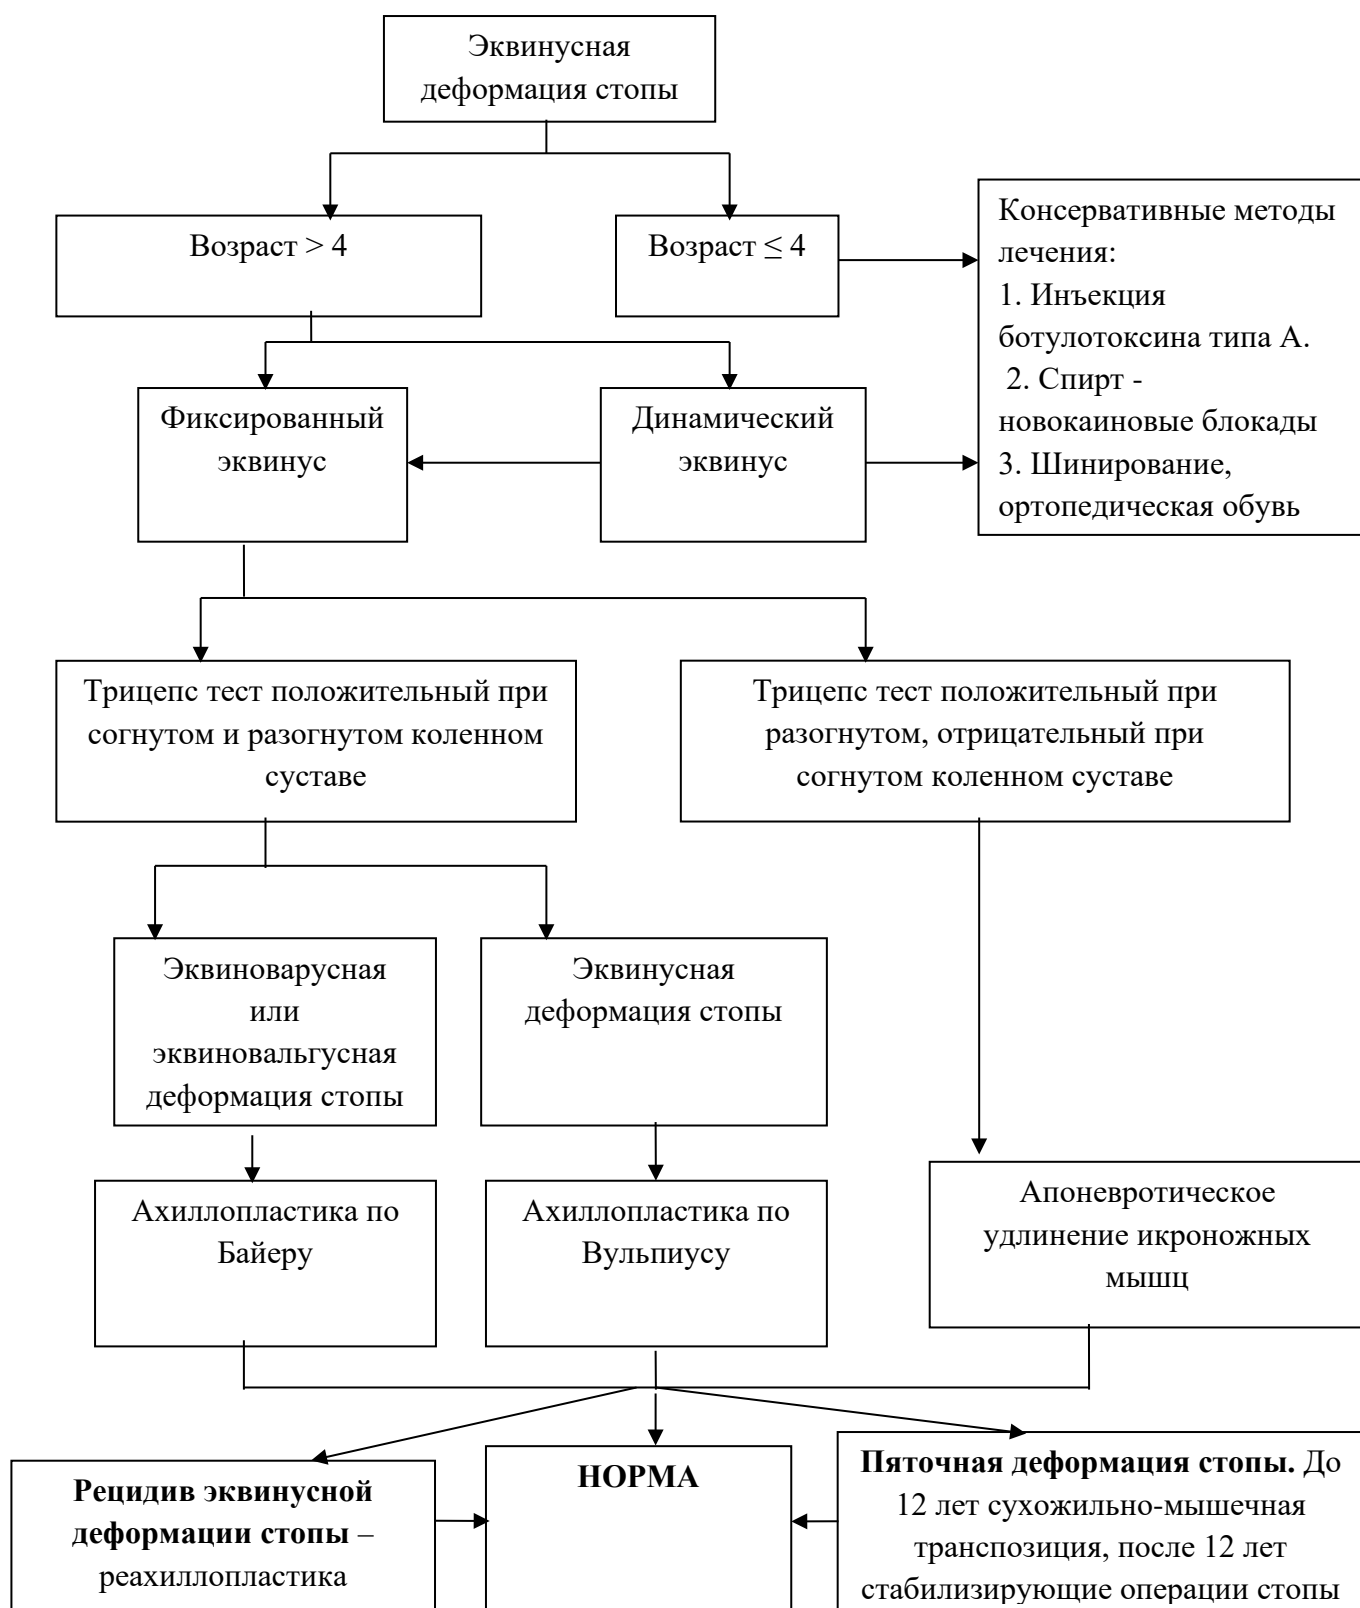 Эквинусная
деформация стопы
Возраст > 4
Возраст ≤ 4
Консервативные методы
лечения:
1. Инъекция
ботулотоксина типа А.
2. Спирт -
новокаиновые блокады
3. Шинирование,
ортопедическая обувь
Фиксированный
эквинус
Динамический
эквинус
Трицепс тест положительный при
согнутом и разогнутом коленном
суставе
Трицепс тест положительный при
разогнутом, отрицательный при
согнутом коленном суставе
Эквиноварусная
или
эквиновальгусная
деформация стопы
Эквинусная
деформация стопы
Ахиллопластика по
Байеру
Ахиллопластика по
Вульпиусу
Апоневротическое
удлинение икроножных
мышц
Рецидив эквинусной
деформации стопы –
реахиллопластика
НОРМА
Пяточная деформация стопы. До
12 лет сухожильно-мышечная
транспозиция, после 12 лет
стабилизирующие операции стопы